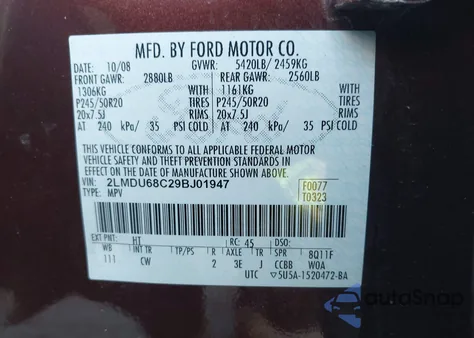 MFD. BY FORD MOTOR CO.
DATE: 10/08 GVWR: 5420LB/ 2459KG
FRONT GAWR: 2880LB REAR GAWR: 2560LB
1306KG WITH 1161KG WITH
P245/50R20 TIRES P245/50R20 TIRES
20x7.5J RIMS 20x7.5J RIMS
AT 240 kPa/ 35 PSI COLD AT 240 kPa/ 35 PSI COLD
THIS VEHICLE CONFORMS TO ALL APPLICABLE FEDERAL MOTOR
VEHICLE SAFETY AND THEFT PREVENTION STANDARDS IN
EFFECT ON THE DATE OF MANUFACTURE SHOWN ABOVE.
VIN: 2LMDU68C29BJ01947 F0077
TYPE: MPV T0323
EXT PNT: HT RC: 45 DSO:
WB INT TR TP/PS R AXLE TR SPR
111 CW 2 3E J CCBB W0A 8Q11F
UTC 5U5A-1520472-BA
autoSnap